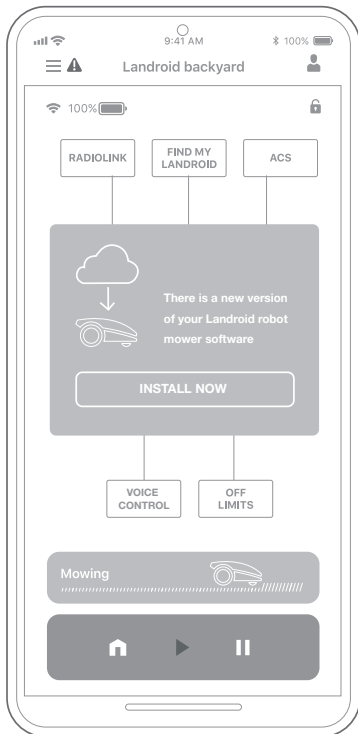 9:41 AM
100%
Landroid backyard
100%
RADIOLINK
FIND MY
LANDROID
ACS
There is a new version
of your Landroid robot
mower software
INSTALL NOW
VOICE
CONTROL
OFF
LIMITS
Mowing